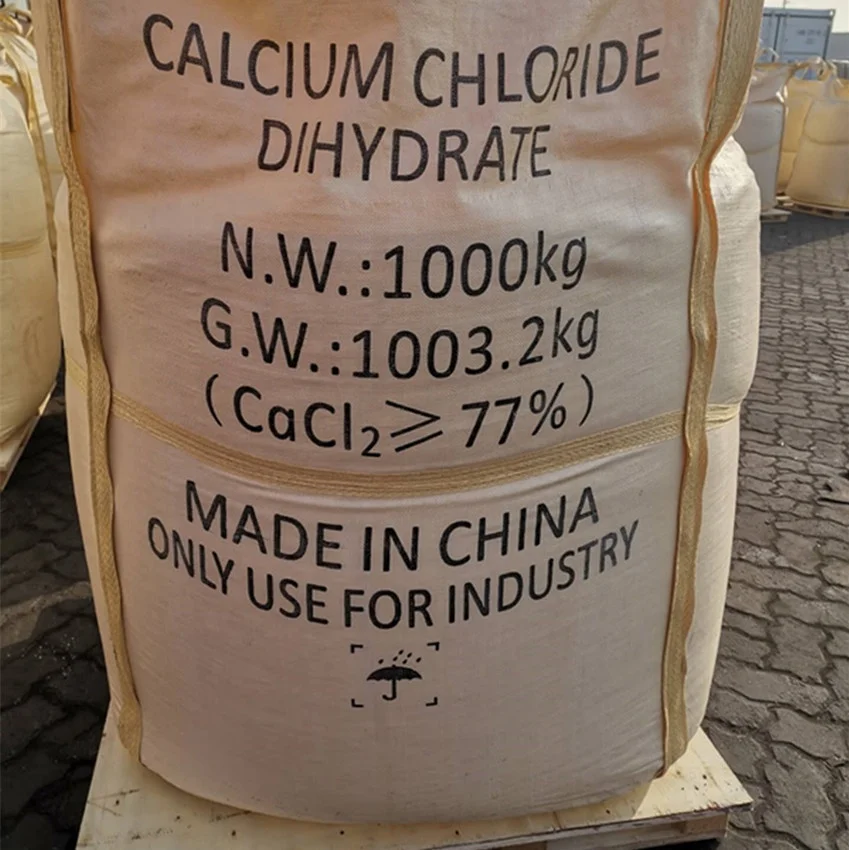 CALCIUM CHLORIDE
DIHYDRATE
N.W.:1000kg
G.W.:1003.2kg
(CaCl₂⩾77%)
MADE IN CHINA
ONLY USE FOR INDUSTRY